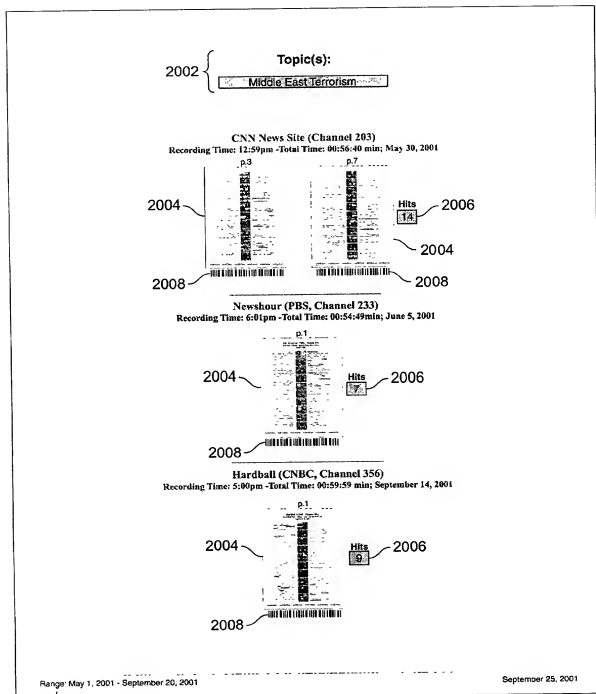 Topic(s):
2002
Middle East Terrorism
CNN News Site (Channel 203)
Recording Time: 12:59pm -Total Time: 00:56:40 min; May 30, 2001
p.3
p.7
2004
Hits
14
2006
2004
2008
2008
Newshour (PBS, Channel 233)
Recording Time: 6:01pm -Total Time: 00:54:49min; June 5, 2001
p.1
2004
Hits
7
2006
2008
Hardball (CNBC, Channel 356)
Recording Time: 5:00pm -Total Time: 00:59:59 min; September 14, 2001
p.1
2004
Hits
9
2006
2008
Range: May 1, 2001 - September 20, 2001
September 25, 2001